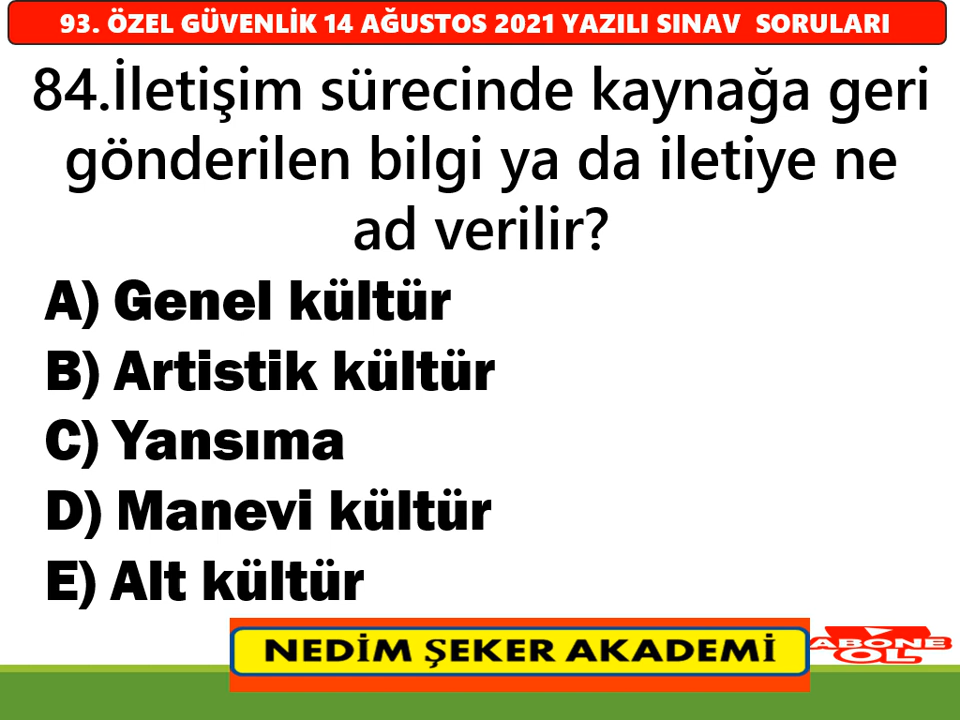 93. ÖZEL GÜVENLİK 14 AĞUSTOS 2021 YAZILI SINAV SORULARI
84.İletişim sürecinde kaynağa geri
gönderilen bilgi ya da iletiye ne
ad verilir?
A) Genel kültür
B) Artistik kültür
C) Yansıma
D) Manevi kültür
E) Alt kültür
NEDİM ŞEKER AKADEMİ
ABONE
OL